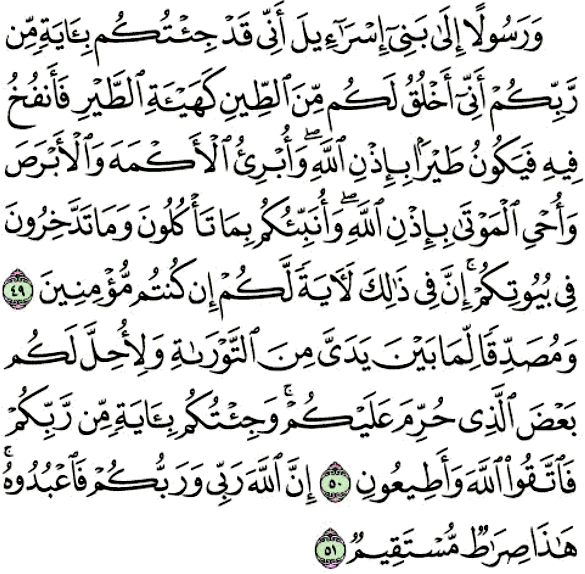 وَرَسُولًا إِلَىٰ بَنِىٓ إِسْرَٰٓءِيلَ أَنِّى قَدْ جِئْتُكُم بِـَٔايَةٍ مِّن
رَّبِّكُمْ أَنِّىٓ أَخْلُقُ لَكُم مِّنَ ٱلطِّينِ كَهَيْـَٔةِ ٱلطَّيْرِ فَأَنفُخُ
فِيهِ فَيَكُونُ طَيْرًۢا بِإِذْنِ ٱللَّهِ ۖ وَأُبْرِئُ ٱلْأَكْمَهَ وَٱلْأَبْرَصَ
وَأُحْىِ ٱلْمَوْتَىٰ بِإِذْنِ ٱللَّهِ ۖ وَأُنَبِّئُكُم بِمَا تَأْكُلُونَ وَمَا تَدَّخِرُونَ
فِى بُيُوتِكُمْ ۚ إِنَّ فِى ذَٰلِكَ لَـَٔايَةً لَّكُمْ إِن كُنتُم مُّؤْمِنِينَ ٤٩
وَمُصَدِّقًا لِّمَا بَيْنَ يَدَىَّ مِنَ ٱلتَّوْرَىٰةِ وَلِأُحِلَّ لَكُم
بَعْضَ ٱلَّذِى حُرِّمَ عَلَيْكُمْ ۚ وَجِئْتُكُم بِـَٔايَةٍ مِّن رَّبِّكُمْ
فَٱتَّقُوا۟ ٱللَّهَ وَأَطِيعُونِ ٥٠ إِنَّ ٱللَّهَ رَبِّى وَرَبُّكُمْ فَٱعْبُدُوهُ ۗ
هَٰذَا صِرَٰطٌ مُّسْتَقِيمٌ ٥١